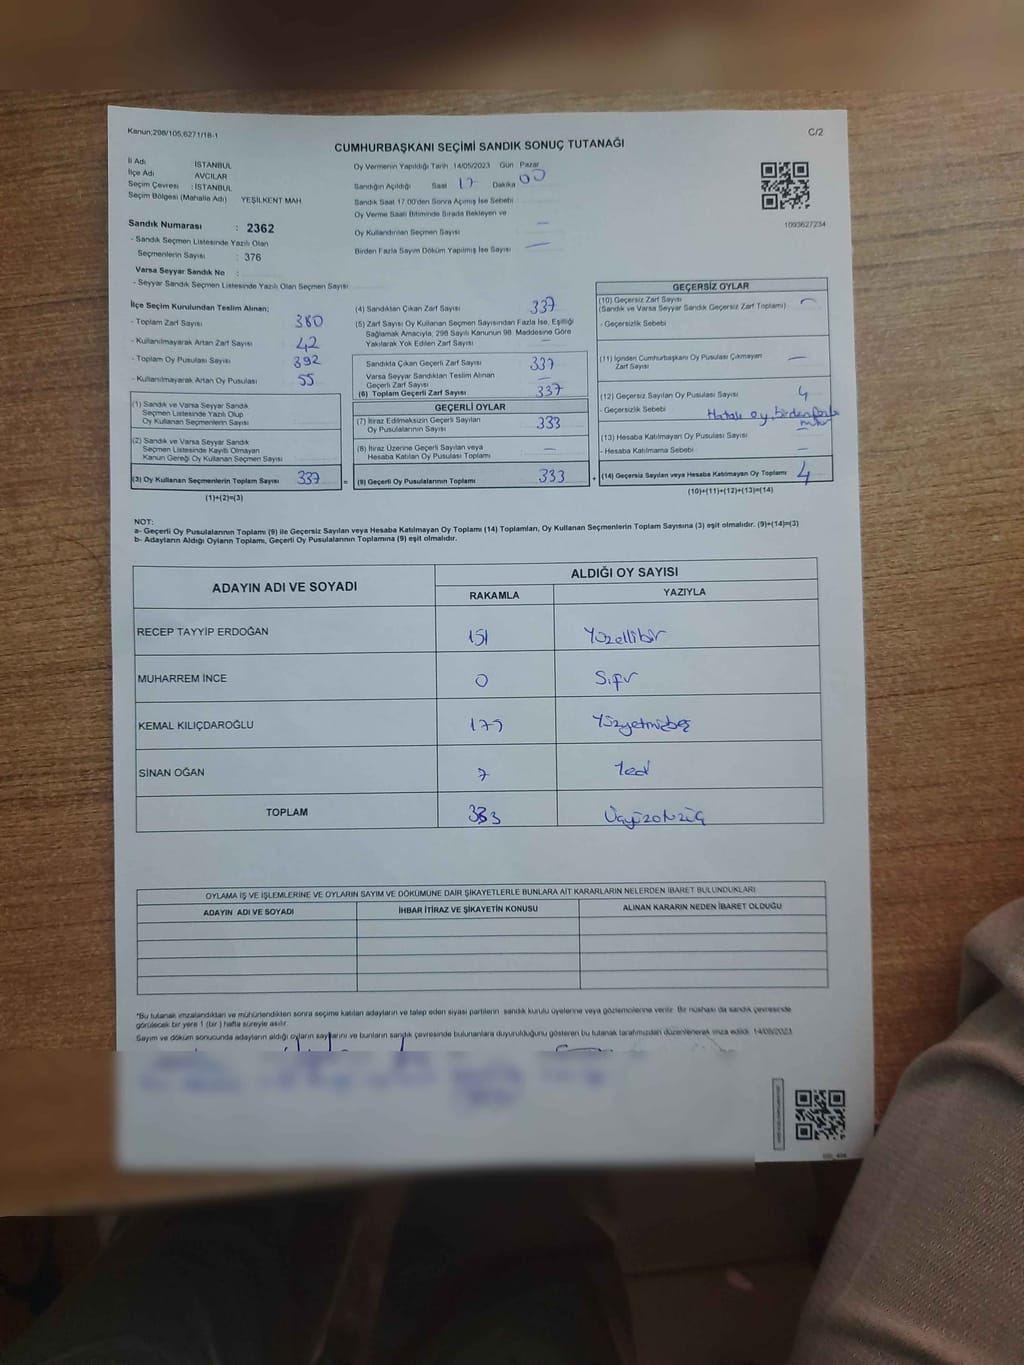 Kanun;298/105,6271/18-1
C/2
CUMHURBAŞKANI SEÇİMİ SANDIK SONUÇ TUTANAĞI
İl Adı İSTANBUL
İlçe Adı AVCILAR
Seçim Çevresi : İSTANBUL
Seçim Bölgesi (Mahalle Adı) YEŞİLKENT MAH.
Sandık Numarası : 2362
- Sandık Seçmen Listesinde Yazılı Olan
Seçmenlerin Sayısı : 376
Varsa Seyyar Sandık No :
- Seyyar Sandık Seçmen Listesinde Yazılı Olan Seçmen Sayısı:
Oy Vermenin Yapıldığı Tarih 14/05/2023 Gün Pazar
Sandığın Açıldığı Saat 17 Dakika 00
Sandık Saat 17.00'den Sonra Açımış İse Sebebi
Oy Verme Saati Bitiminde Sırada Bekleyen ve
Oy Kullandırılan Seçmen Sayısı —
Birden Fazla Sayım Döküm Yapılmış İse Sayısı —
1093627234
İlçe Seçim Kurulundan Teslim Alınan;
- Toplam Zarf Sayısı 380
- Kullanılmayarak Artan Zarf Sayısı 42
- Toplam Oy Pusulası Sayısı 392
- Kullanılmayarak Artan Oy Pusulası 55
(1) Sandık ve Varsa Seyyar Sandık
Seçmen Listesinde Yazılı Olup
Oy Kullanan Seçmenlerin Sayısı
(2) Sandık ve Varsa Seyyar Sandık
Seçmen Listesinde Kayıtlı Olmayan
Kanun Gereği Oy Kullanan Seçmen Sayısı
(3) Oy Kullanan Seçmenlerin Toplam Sayısı 337 =
(1)+(2)=(3)
(4) Sandıktan Çıkan Zarf Sayısı 337
(5) Zarf Sayısı Oy Kullanan Seçmen Sayısından Fazla İse, Eşitliği
Sağlamak Amacıyla; 298 Sayılı Kanunun 98. Maddesine Göre
Yakılarak Yok Edilen Zarf Sayısı —
Sandıkta Çıkan Geçerli Zarf Sayısı 337
Varsa Seyyar Sandıktan Teslim Alınan
Geçerli Zarf Sayısı —
(6) Toplam Geçerli Zarf Sayısı 337
GEÇERLİ OYLAR
(7) İtiraz Edilmeksizin Geçerli Sayılan
Oy Pusulalarının Sayısı 333
(8) İtiraz Üzerine Geçerli Sayılan veya
Hesaba Katılan Oy Pusulası Toplamı —
(9) Geçerli Oy Pusulalarının Toplamı 333 +
GEÇERSİZ OYLAR
(10) Geçersiz Zarf Sayısı —
(Sandık ve Varsa Seyyar Sandık Geçersiz Zarf Toplamı)
- Geçersizlik Sebebi
(11) İçinden Cumhurbaşkanı Oy Pusulası Çıkmayan
Zarf Sayısı —
(12) Geçersiz Sayılan Oy Pusulası Sayısı 4
- Geçersizlik Sebebi Hatalı oy, birden fazla
mühür
(13) Hesaba Katılmayan Oy Pusulası Sayısı
- Hesaba Katılmama Sebebi —
(14) Geçersiz Sayılan veya Hesaba Katılmayan Oy Toplamı 4
(10)+(11)+(12)+(13)=(14)
NOT:
a- Geçerli Oy Pusulalarının Toplamı (9) ile Geçersiz Sayılan veya Hesaba Katılmayan Oy Toplamı (14) Toplamları, Oy Kullanan Seçmenlerin Toplam Sayısına (3) eşit olmalıdır. (9)+(14)=(3)
b- Adayların Aldığı Oyların Toplamı, Geçerli Oy Pusulalarının Toplamına (9) eşit olmalıdır.
ADAYIN ADI VE SOYADI ALDIĞI OY SAYISI
RAKAMLA YAZIYLA
RECEP TAYYİP ERDOĞAN 151 Yüzellibir
MUHARREM İNCE 0 Sıfır
KEMAL KILIÇDAROĞLU 175 Yüzyetmişbeş
SİNAN OĞAN 7 Yedi
TOPLAM 333 Üçyüzotuzüç
OYLAMA İŞ VE İŞLEMLERİNE VE OYLARIN SAYIM VE DÖKÜMÜNE DAİR ŞİKAYETLERLE BUNLARA AİT KARARLARIN NELERDEN İBARET BULUNDUKLARI
ADAYIN ADI VE SOYADI İHBAR İTİRAZ VE ŞİKAYETİN KONUSU ALINAN KARARIN NEDEN İBARET OLDUĞU
*Bu tutanak imzalandıktan ve mühürlendikten sonra seçime katılan adayların ve talep eden siyasi partilerin sandık kurulu üyelerine veya gözlemcilerine verilir. Bir nüshası da sandık çevresinde
görülecek bir yere 1 (bir) hafta süreyle asılır.
Sayım ve döküm sonucunda adayların aldığı oyların sayılarını ve bunların sandık çevresinde bulunanlara duyurulduğunu gösteren bu tutanak tarafımızdan düzenlenerek imza edildi. 14/05/2023